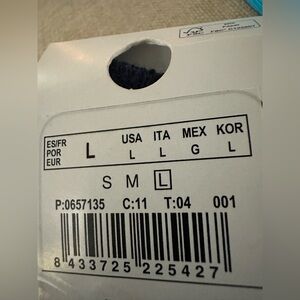 ES/FR POR EUR L USA ITA MEX KOR
L L G L
S M L
P:0657135 C:11 T:04 001
8 433725 225427